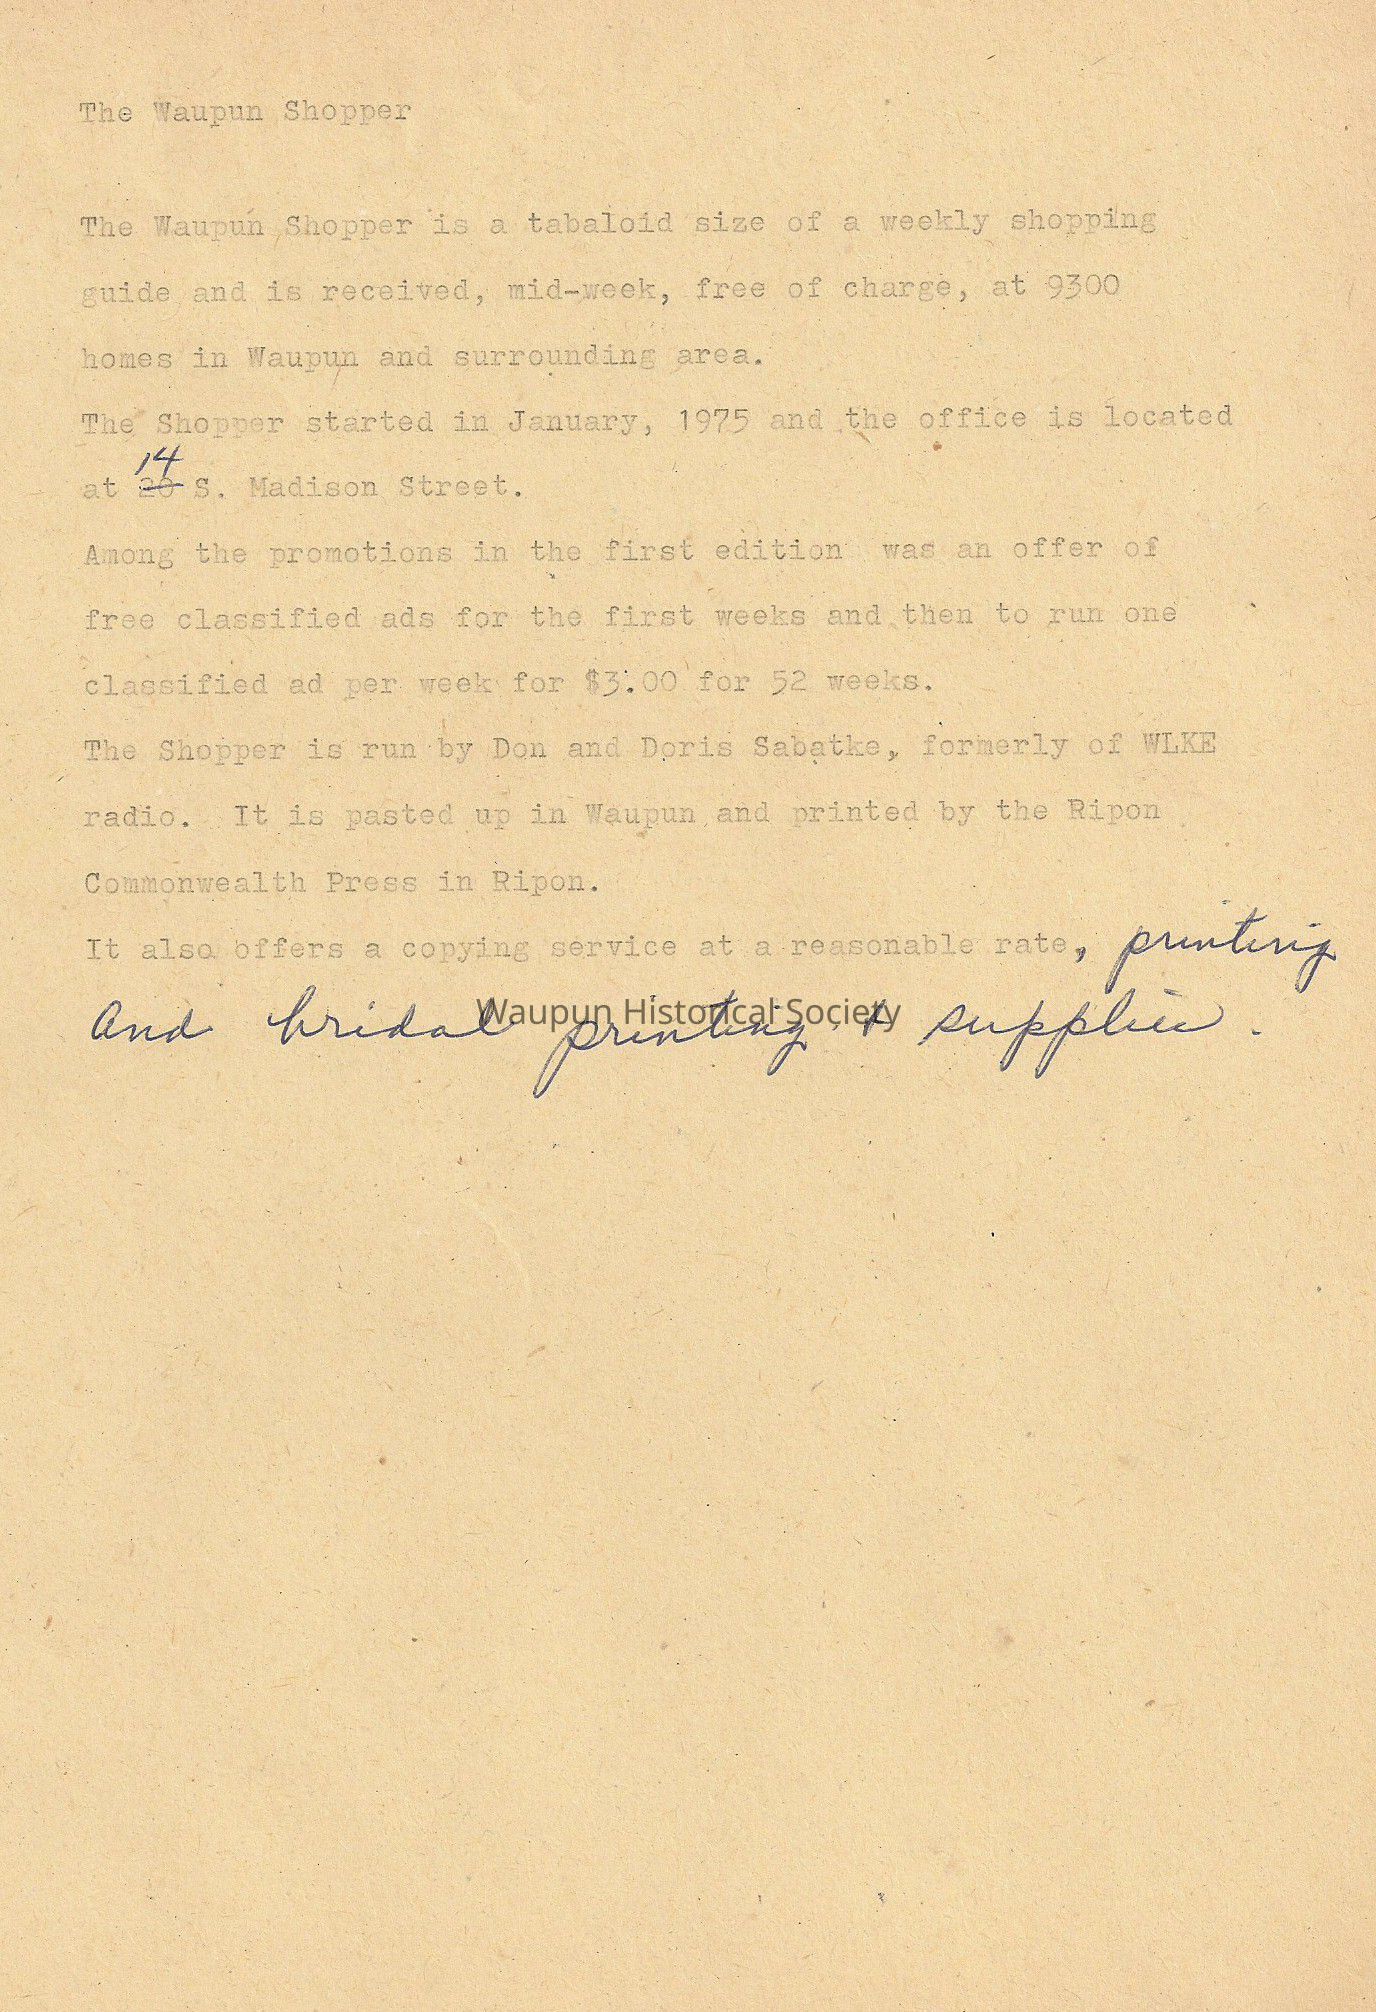 The Waupun Shopper
The Waupun Shopper is a tabaloid size of a weekly shopping
guide and is received, mid-week, free of charge, at 9300
homes in Waupun and surrounding area.
The Shopper started in January, 1975 and the office is located
14
at 20 S. Madison Street.
Among the promotions in the first edition was an offer of
free classified ads for the first weeks and then to run one
classified ad per week for $3.00 for 52 weeks.
The Shopper is run by Don and Doris Sabatke, formerly of WLKE
radio. It is pasted up in Waupun and printed by the Ripon
Commonwealth Press in Ripon.
It also offers a copying service at a reasonable rate, printing
and bridal printing & supplies.
Waupun Historical Society